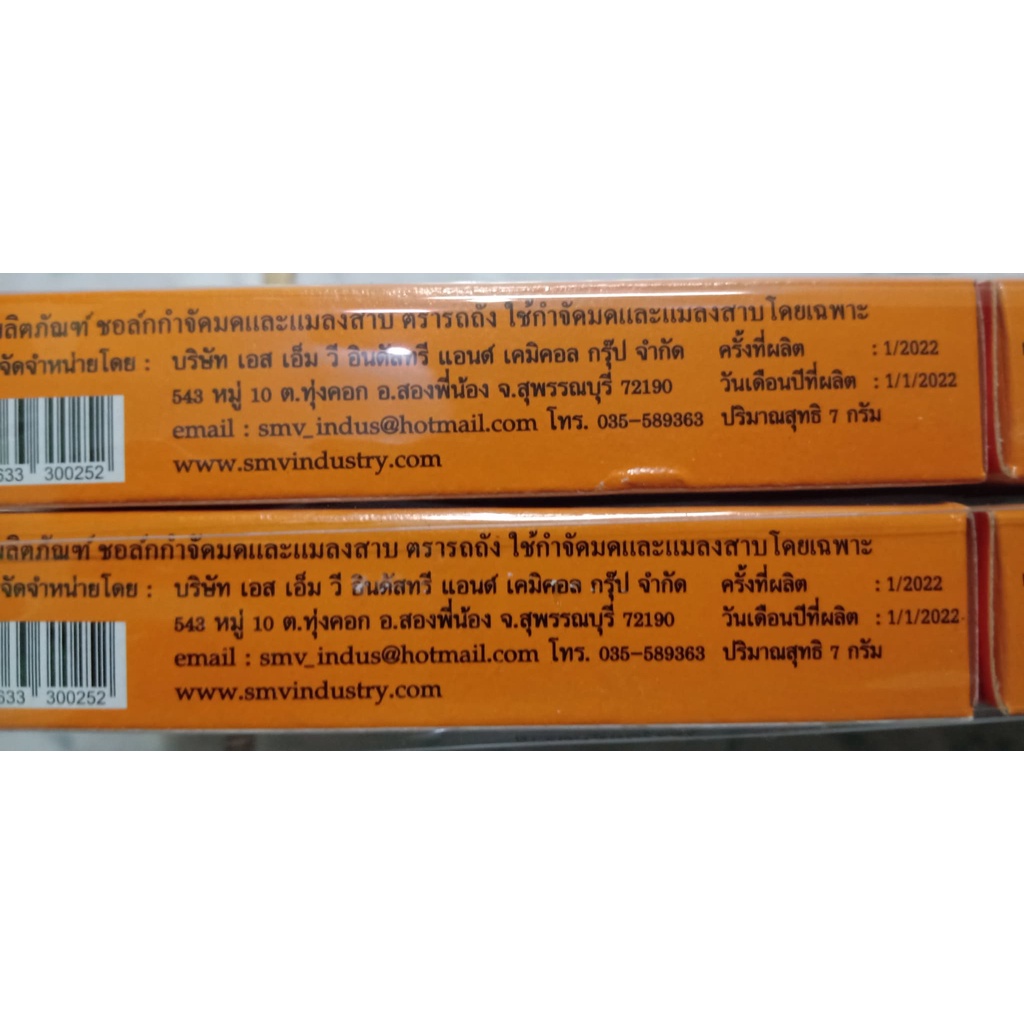 ผลิตภัณฑ์ ชอล์กกำจัดมดและแมลงสาบ ตรารถถัง ใช้กำจัดมดและแมลงสาบโดยเฉพาะ
จัดจำหน่ายโดย : บริษัท เอส เอ็ม วี อินดัสทรี แอนด์ เคมิคอล กรุ๊ป จำกัด ครั้งที่ผลิต : 1/2022
543 หมู่ 10 ต.ทุ่งคอก อ.สองพี่น้อง จ.สุพรรณบุรี 72190 วันเดือนปีที่ผลิต : 1/1/2022
email : smv_indus@hotmail.com โทร. 035-589363 ปริมาณสุทธิ 7 กรัม
633 300252 www.smvindustry.com
ผลิตภัณฑ์ ชอล์กกำจัดมดและแมลงสาบ ตรารถถัง ใช้กำจัดมดและแมลงสาบโดยเฉพาะ
จัดจำหน่ายโดย : บริษัท เอส เอ็ม วี อินดัสทรี แอนด์ เคมิคอล กรุ๊ป จำกัด ครั้งที่ผลิต : 1/2022
543 หมู่ 10 ต.ทุ่งคอก อ.สองพี่น้อง จ.สุพรรณบุรี 72190 วันเดือนปีที่ผลิต : 1/1/2022
email : smv_indus@hotmail.com โทร. 035-589363 ปริมาณสุทธิ 7 กรัม
633 300252 www.smvindustry.com